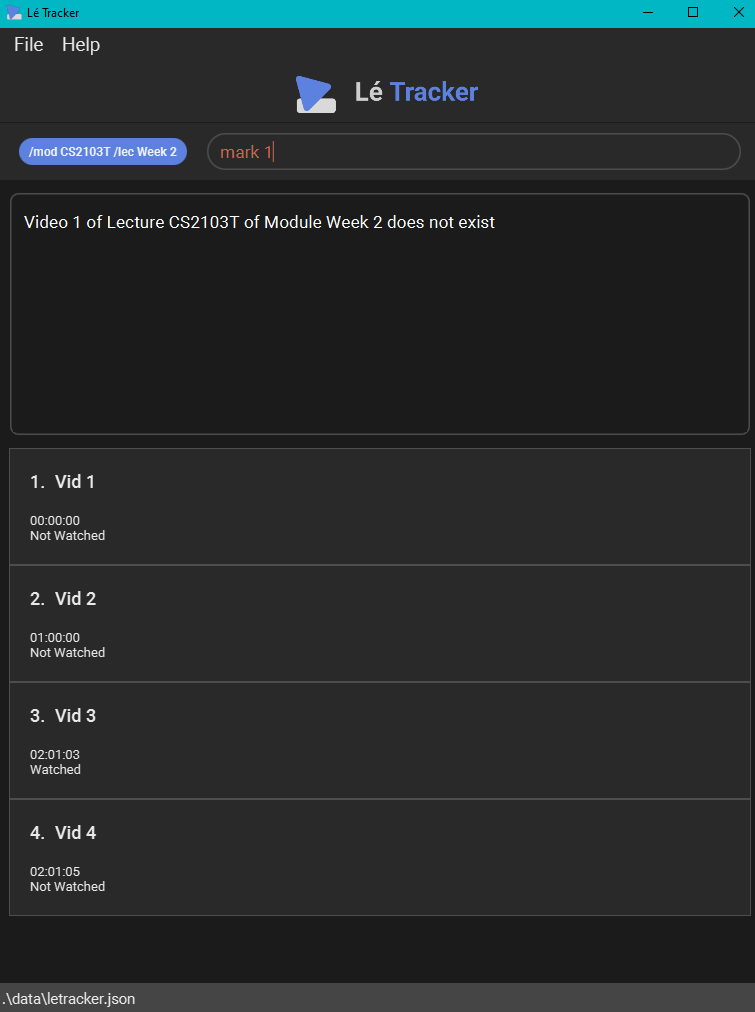 Lé Tracker
File Help
Lé Tracker
/mod CS2103T /lec Week 2
mark 1
Video 1 of Lecture CS2103T of Module Week 2 does not exist
1. Vid 1
00:00:00
Not Watched
2. Vid 2
01:00:00
Not Watched
3. Vid 3
02:01:03
Watched
4. Vid 4
02:01:05
Not Watched
.\data\letracker.json